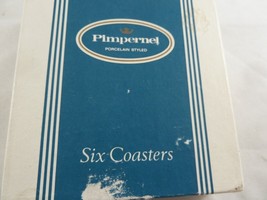 Pimpernel
PORCELAIN STYLED
Six Coasters